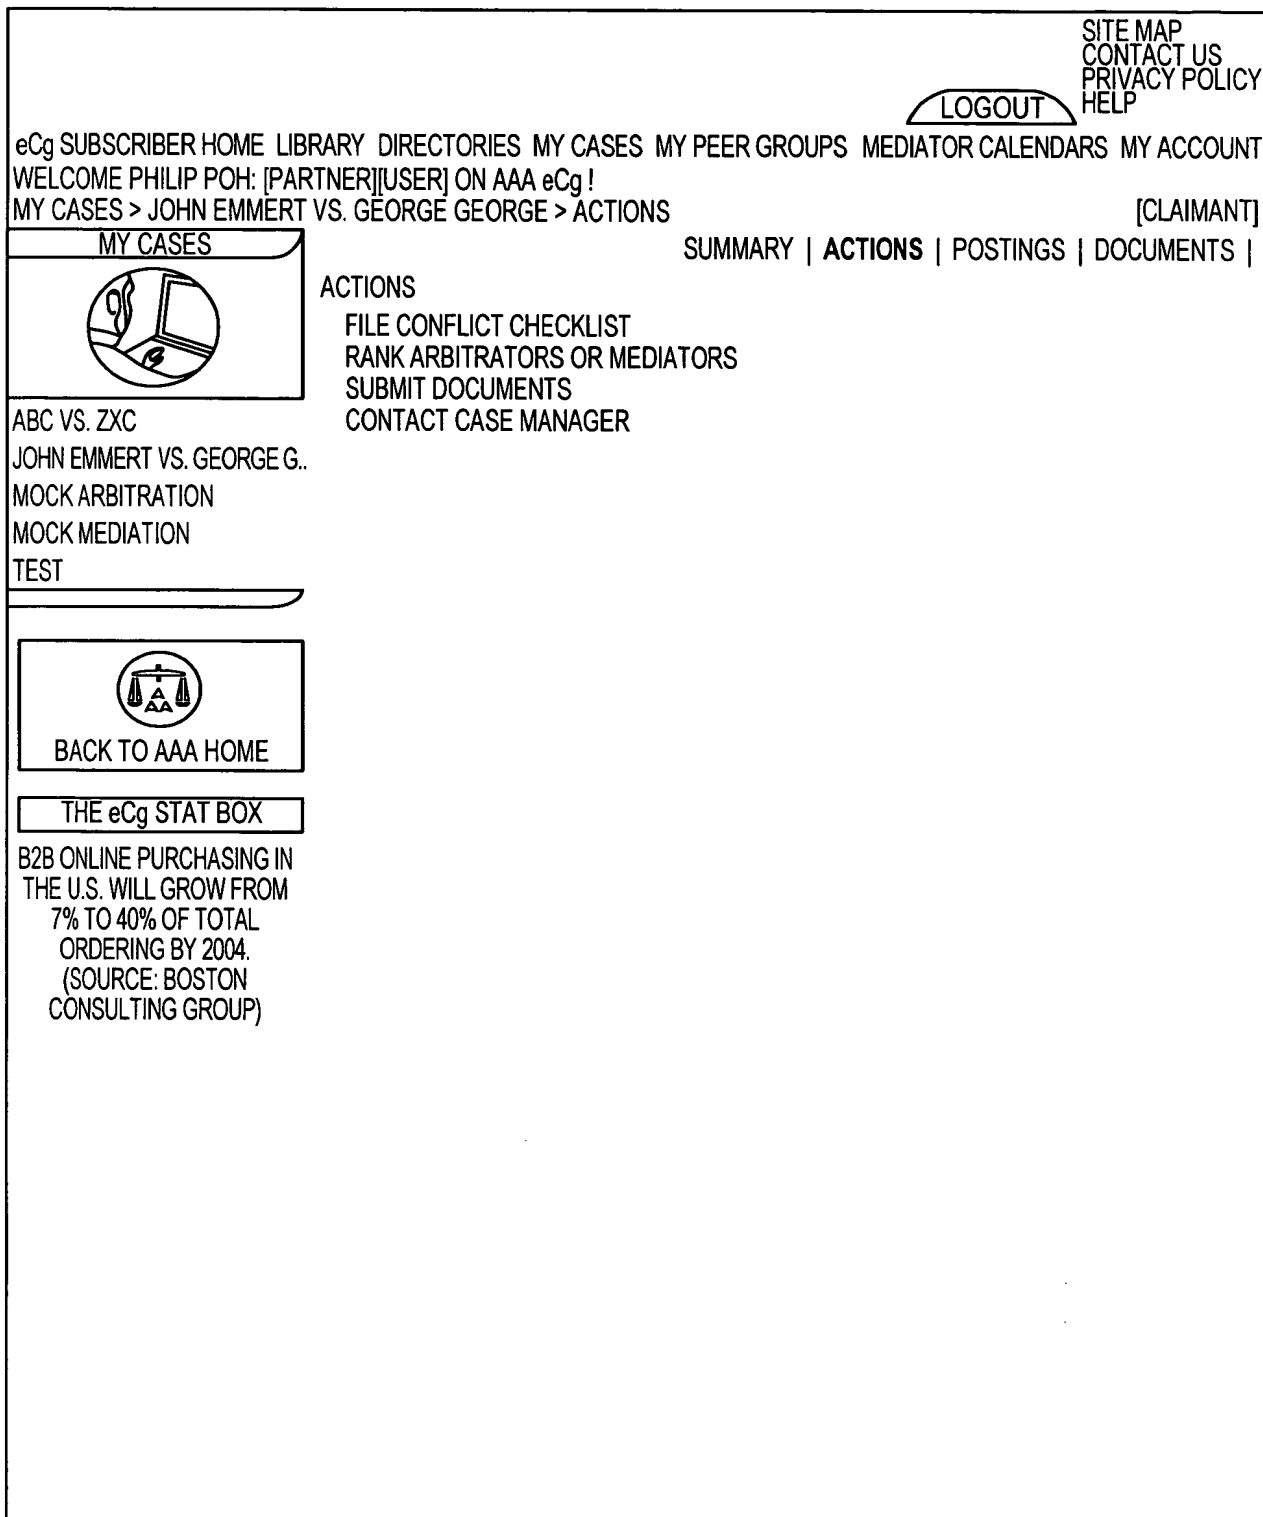 SITE MAP
CONTACT US
PRIVACY POLICY
HELP
LOGOUT
eCg SUBSCRIBER HOME LIBRARY DIRECTORIES MY CASES MY PEER GROUPS MEDIATOR CALENDARS MY ACCOUNT
WELCOME PHILIP POH: [PARTNER][USER] ON AAA eCg !
MY CASES > JOHN EMMERT VS. GEORGE GEORGE > ACTIONS [CLAIMANT]
MY CASES
SUMMARY | ACTIONS | POSTINGS | DOCUMENTS |
ABC VS. ZXC
JOHN EMMERT VS. GEORGE G..
MOCK ARBITRATION
MOCK MEDIATION
TEST
ACTIONS
FILE CONFLICT CHECKLIST
RANK ARBITRATORS OR MEDIATORS
SUBMIT DOCUMENTS
CONTACT CASE MANAGER
A
AA
BACK TO AAA HOME
THE eCg STAT BOX
B2B ONLINE PURCHASING IN
THE U.S. WILL GROW FROM
7% TO 40% OF TOTAL
ORDERING BY 2004.
(SOURCE: BOSTON
CONSULTING GROUP)